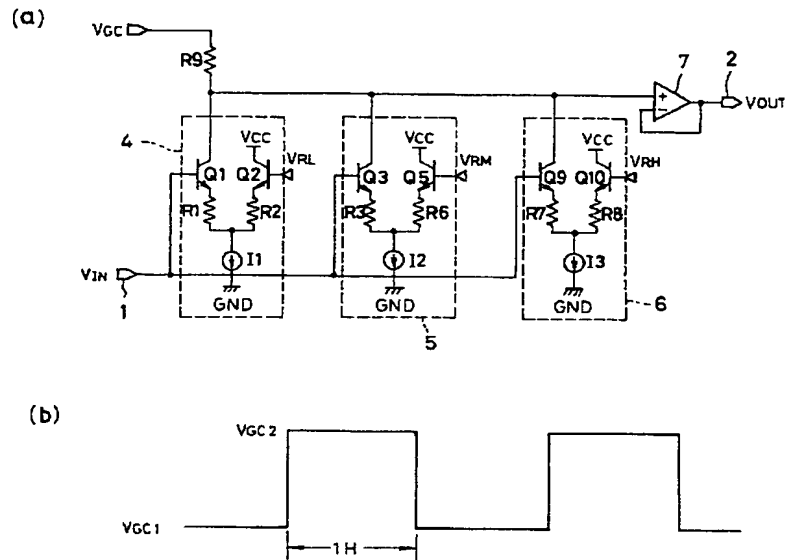 (a)
VGC
R9
7
2
+
−
VOUT
4
VCC
VRL
Q1
Q2
R1
R2
I1
GND
VCC
VRM
Q3
Q5
R3
R6
I2
GND
5
VCC
VRH
Q9
Q10
R7
R8
I3
GND
6
VIN
1
(b)
VGC2
VGC1
1H